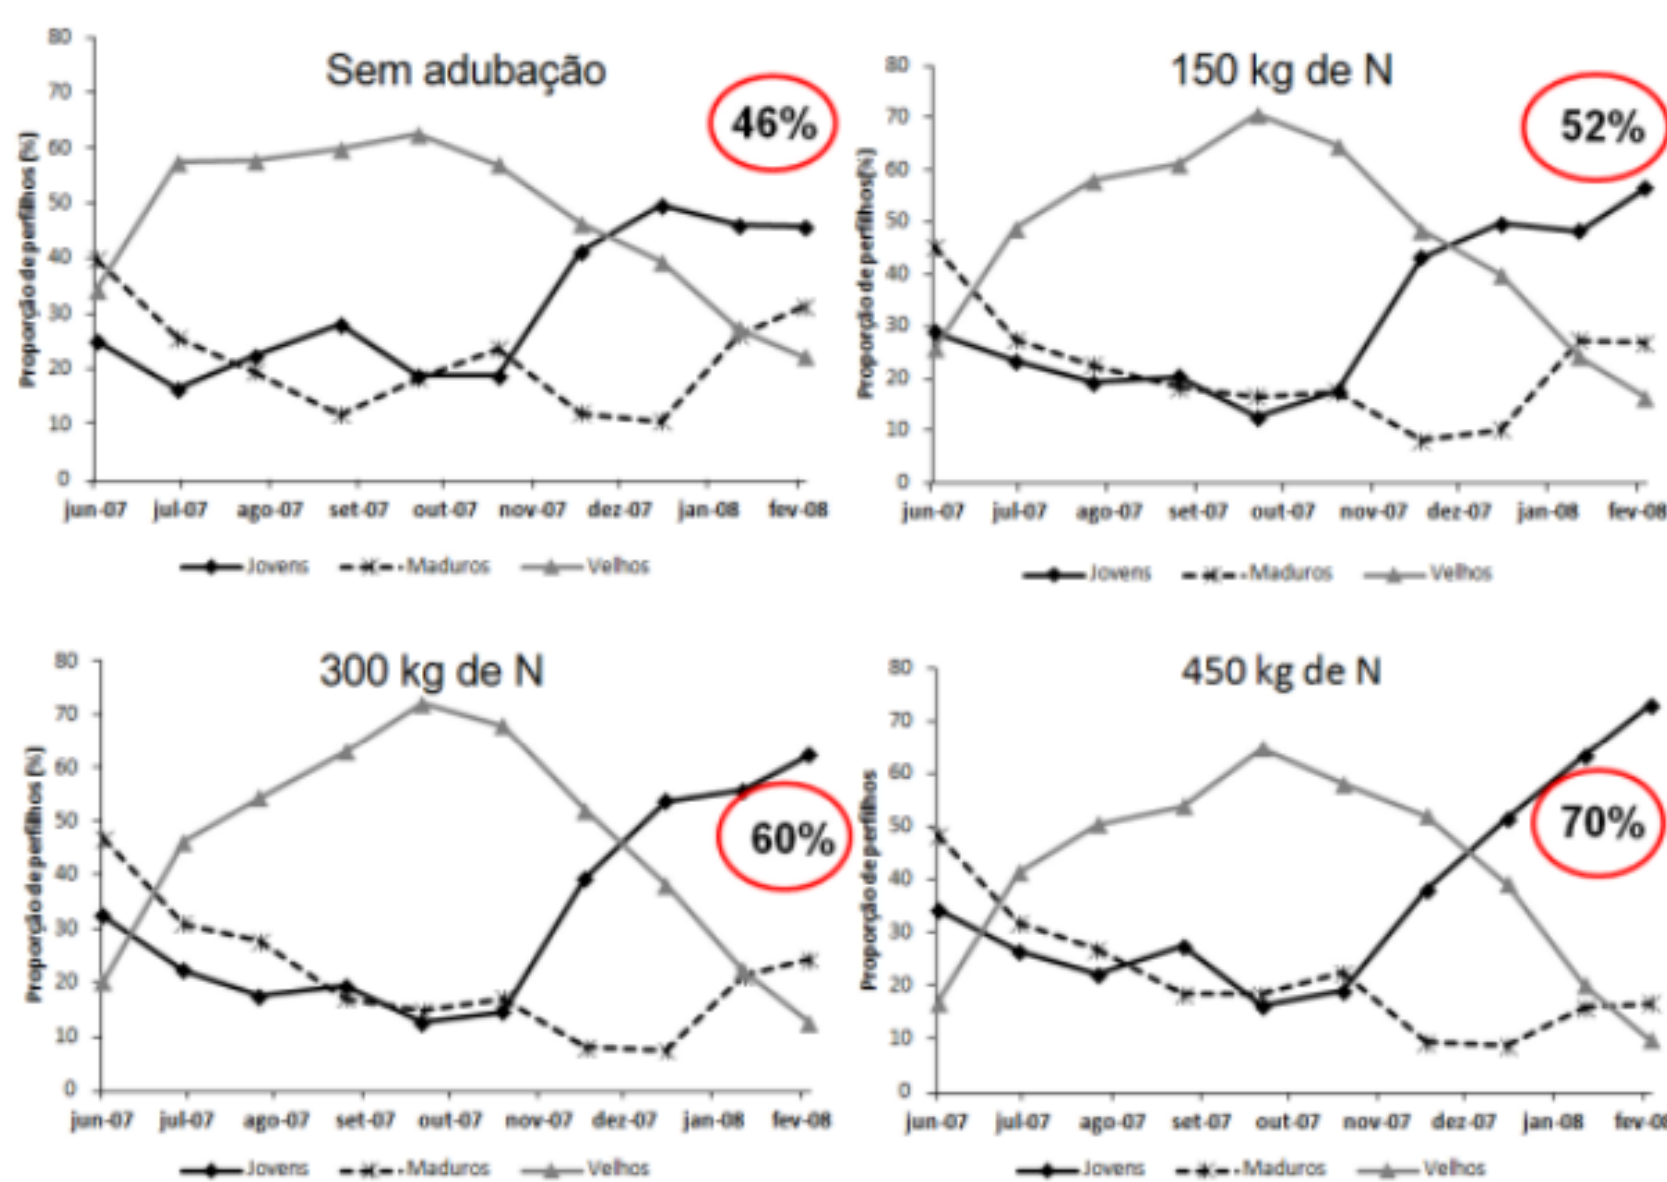 Sem adubação
46%
Proporção de perfilhos (%)
80
70
60
50
40
30
20
10
0
jun-07 jul-07 ago-07 set-07 out-07 nov-07 dez-07 jan-08 fev-08
Jovens Maduros Velhos
150 kg de N
52%
Proporção de perfilhos(%)
80
70
60
50
40
30
20
10
0
jun-07 jul-07 ago-07 set-07 out-07 nov-07 dez-07 jan-08 fev-08
Jovens Maduros Velhos
300 kg de N
60%
Proporção de perfilhos (%)
80
70
60
50
40
30
20
10
0
jun-07 jul-07 ago-07 set-07 out-07 nov-07 dez-07 jan-08 fev-08
Jovens Maduros Velhos
450 kg de N
70%
Proporção de perfilhos
80
70
60
50
40
30
20
10
0
jun-07 jul-07 ago-07 set-07 out-07 nov-07 dez-07 jan-08 fev-08
Jovens Maduros Velhos